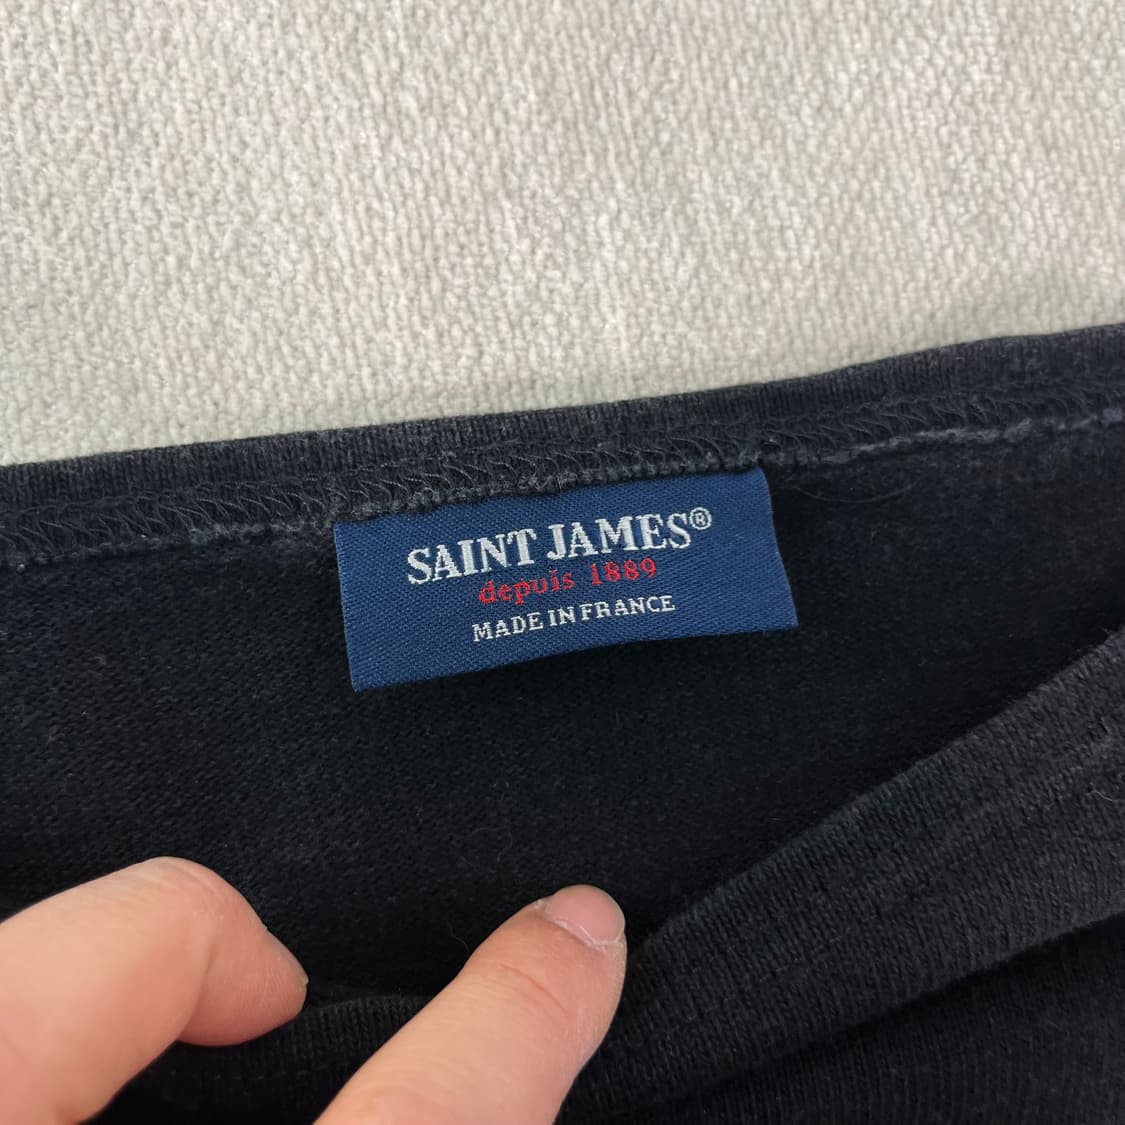 SAINT JAMES®
depuis 1889
MADE IN FRANCE